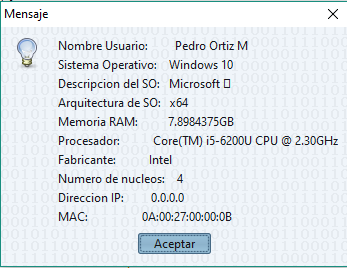 Mensaje
Nombre Usuario: Pedro Ortiz M
Sistema Operativo: Windows 10
Descripcion del SO: Microsoft
Arquitectura de SO: x64
Memoria RAM: 7.8984375GB
Procesador: Core(TM) i5-6200U CPU @ 2.30GHz
Fabricante: Intel
Numero de nucleos: 4
Direccion IP: 0.0.0.0
MAC: 0A:00:27:00:00:0B
Aceptar